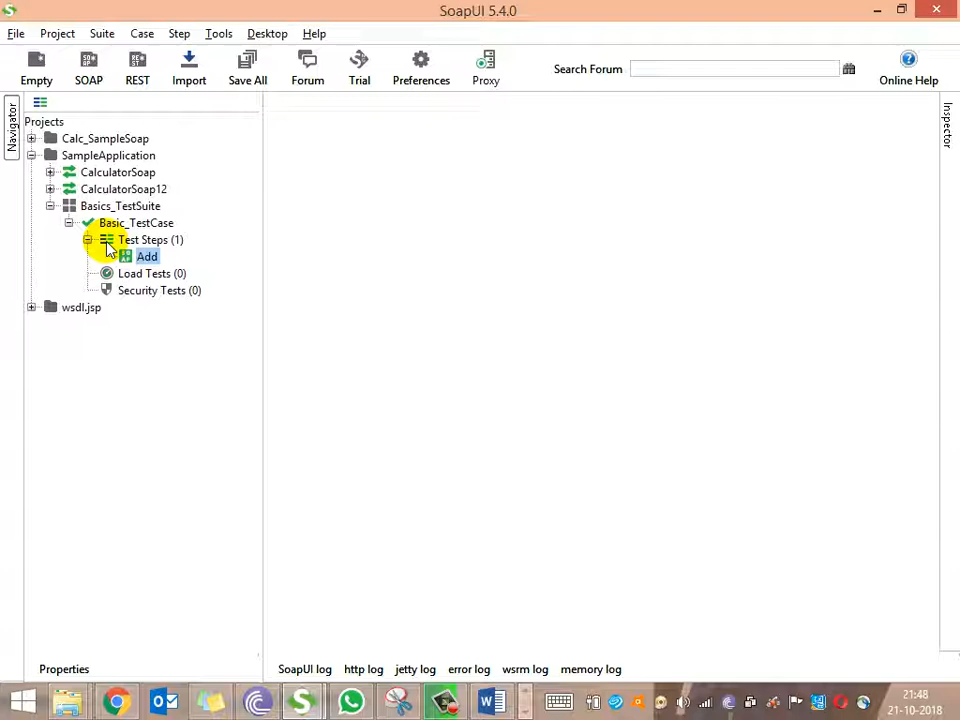 SoapUI 5.4.0
File Project Suite Case Step Tools Desktop Help
Empty SOAP REST Import Save All Forum Trial Preferences Proxy Search Forum Online Help
Navigator
Inspector
Projects
Calc_SampleSoap
SampleApplication
CalculatorSoap
CalculatorSoap12
Basics_TestSuite
Basic_TestCase
Test Steps (1)
Add
Load Tests (0)
Security Tests (0)
wsdl.jsp
Properties SoapUI log http log jetty log error log wsrm log memory log
21:48
21-10-2018